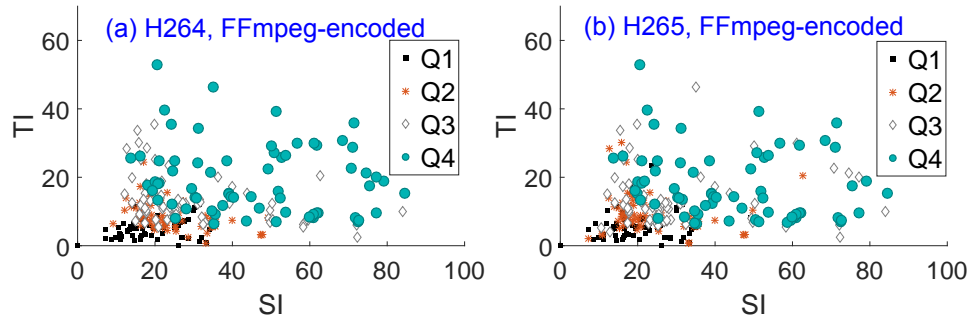 (a) H264, FFmpeg-encoded
60
40
20
0
TI
Q1
Q2
Q3
Q4
0 20 40 60 80 100
SI
(b) H265, FFmpeg-encoded
60
40
20
0
TI
Q1
Q2
Q3
Q4
0 20 40 60 80 100
SI